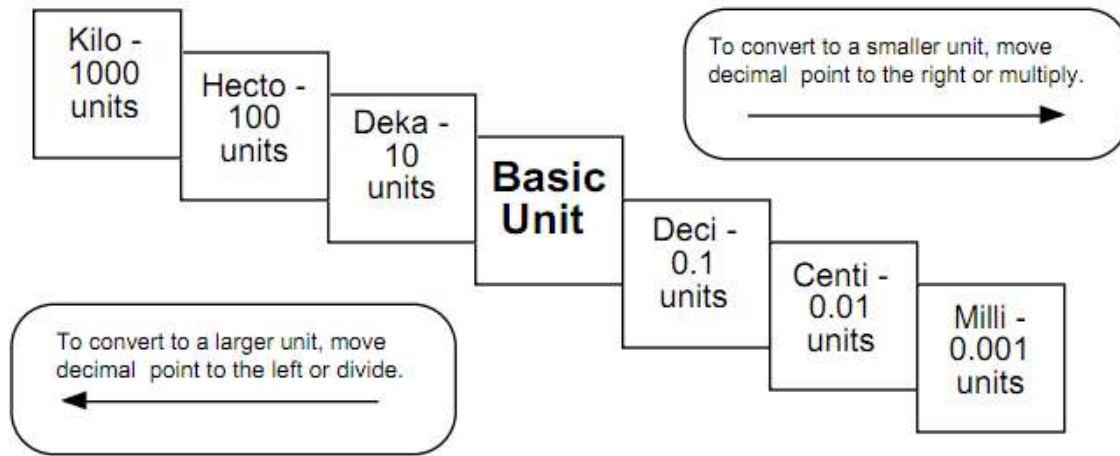 Kilo -
1000
units
Hecto -
100
units
Deka -
10
units
Basic
Unit
Deci -
0.1
units
Centi -
0.01
units
Milli -
0.001
units
To convert to a smaller unit, move
decimal point to the right or multiply.
To convert to a larger unit, move
decimal point to the left or divide.